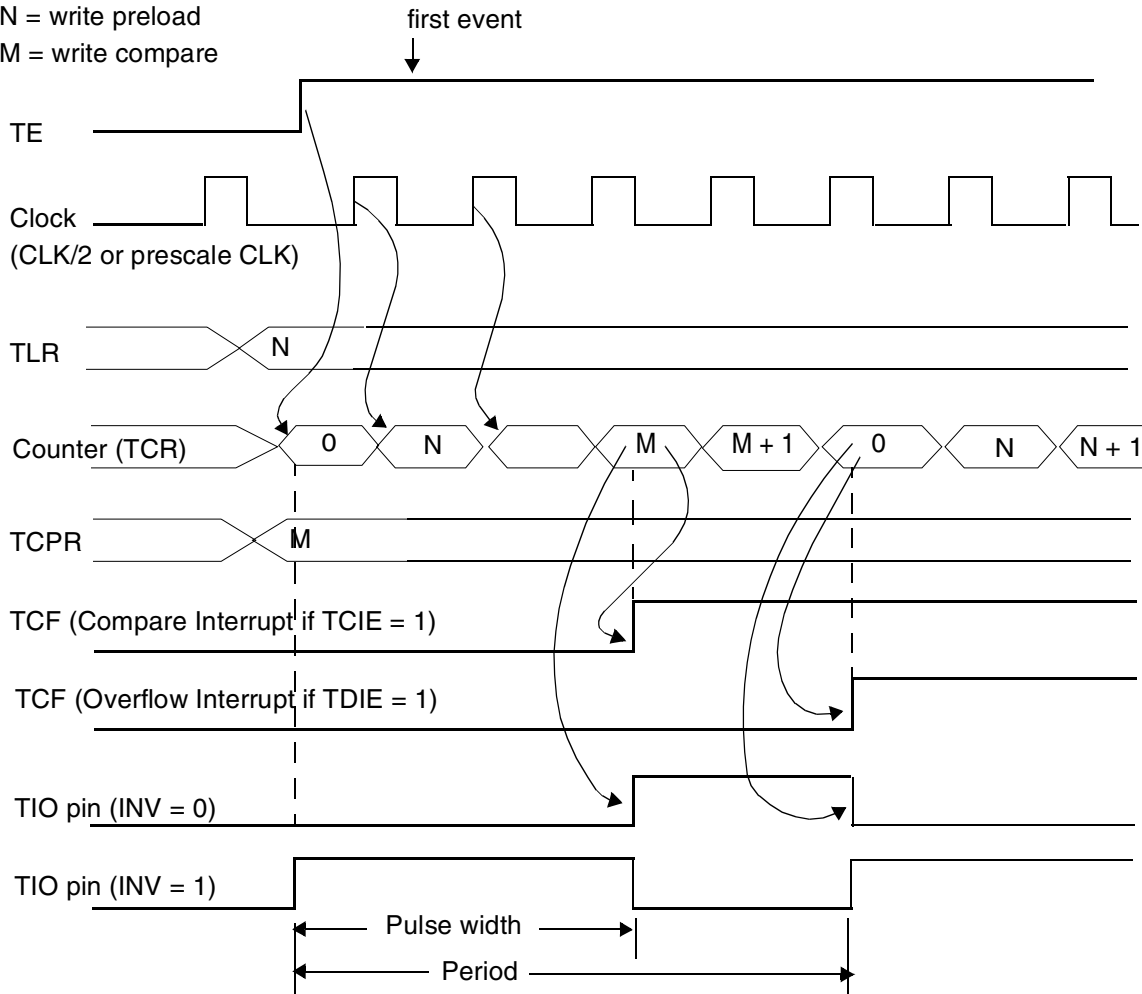 N = write preload
first event
M = write compare
TE
Clock
(CLK/2 or prescale CLK)
TLR
N
Counter (TCR)
0
N
M
M + 1
0
N
N + 1
TCPR
M
TCF (Compare Interrupt if TCIE = 1)
TCF (Overflow Interrupt if TDIE = 1)
TIO pin (INV = 0)
TIO pin (INV = 1)
Pulse width
Period